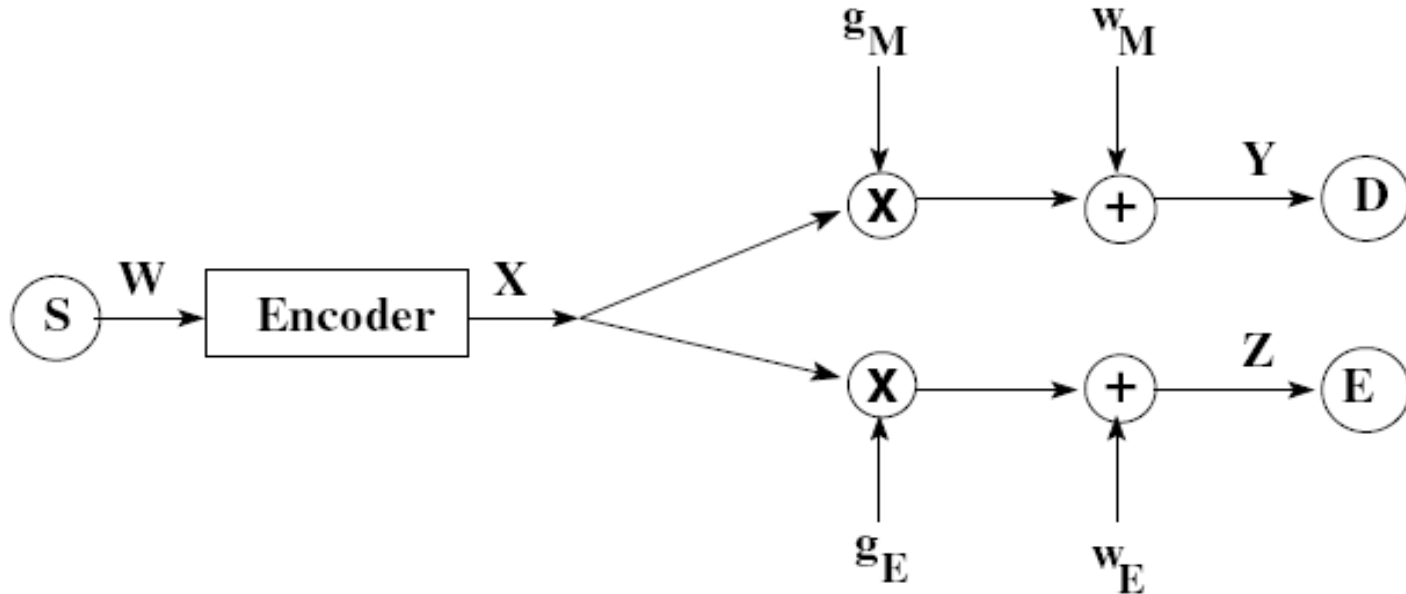 g_M w_M
X + Y D
S W Encoder X
X + Z E
g_E w_E